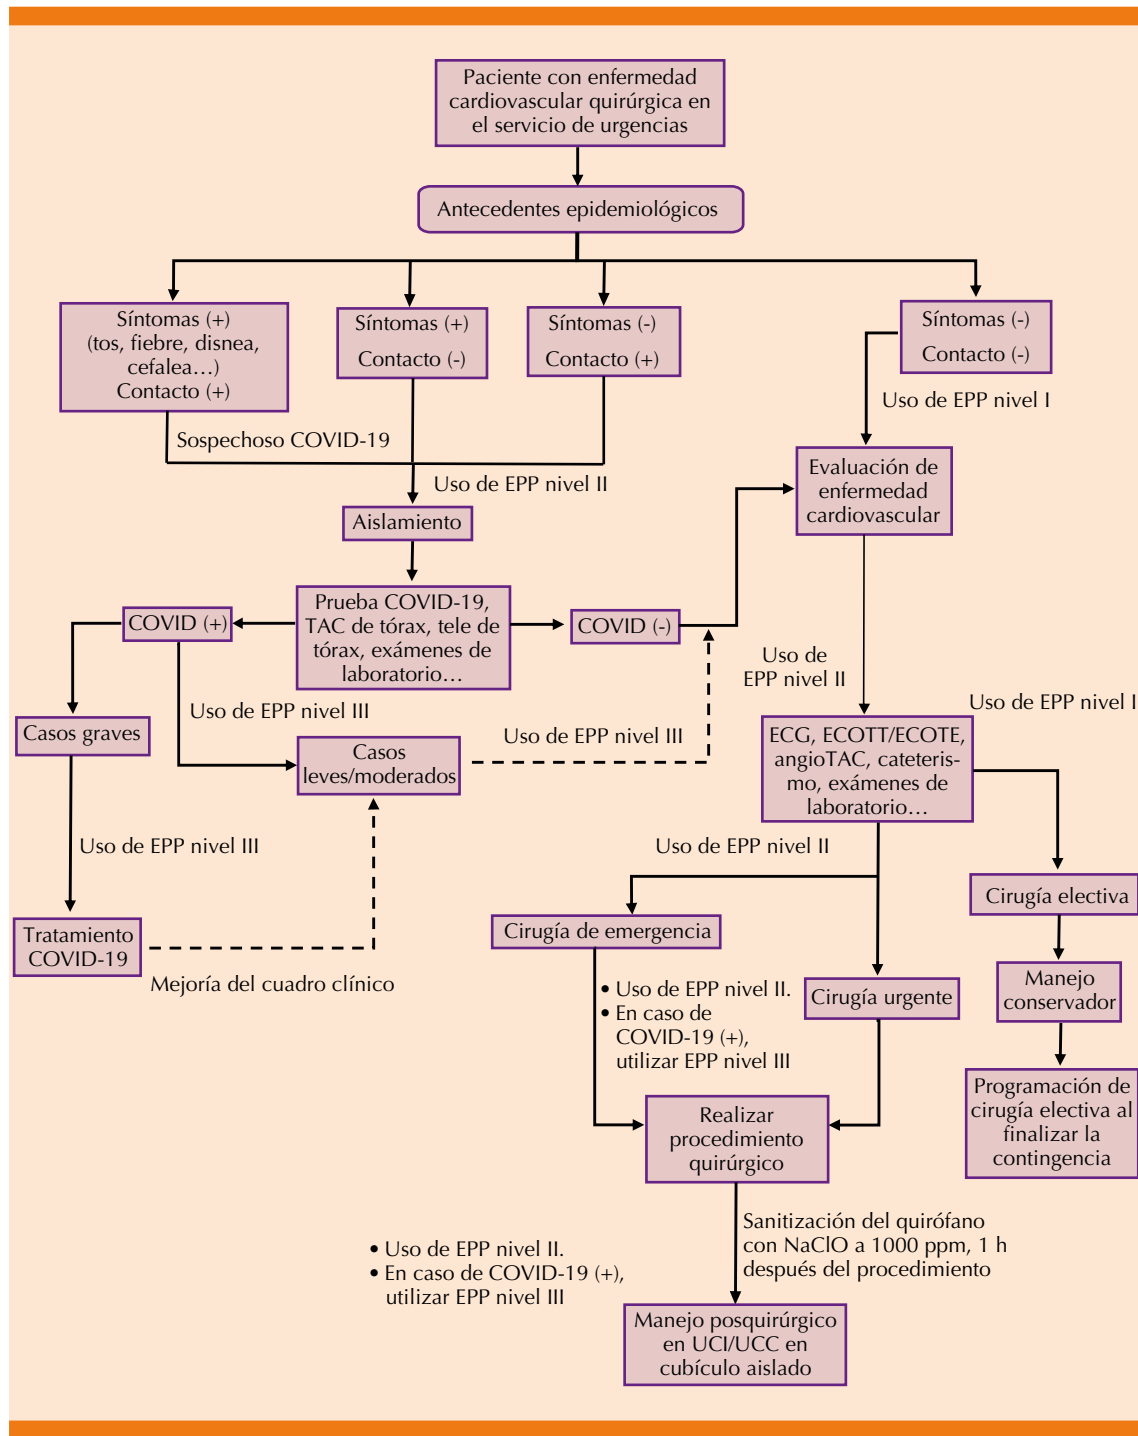 Paciente con enfermedad
cardiovascular quirúrgica en
el servicio de urgencias
Antecedentes epidemiológicos
Síntomas (+)
(tos, fiebre, disnea,
cefalea…)
Contacto (+)
Síntomas (+)
Contacto (-)
Síntomas (-)
Contacto (+)
Síntomas (-)
Contacto (-)
Uso de EPP nivel I
Sospechoso COVID-19
Uso de EPP nivel II
Evaluación de
enfermedad
cardiovascular
Aislamiento
Prueba COVID-19,
TAC de tórax, tele de
tórax, exámenes de
laboratorio…
COVID (+)
COVID (-)
Uso de
EPP nivel II
Uso de EPP nivel III
Uso de EPP nivel I
Casos graves
Casos
leves/moderados
Uso de EPP nivel III
ECG, ECOTT/ECOTE,
angioTAC, cateteris-
mo, exámenes de
laboratorio…
Uso de EPP nivel III
Uso de EPP nivel II
Cirugía electiva
Tratamiento
COVID-19
Mejoría del cuadro clínico
Cirugía de emergencia
• Uso de EPP nivel II.
• En caso de
COVID-19 (+),
utilizar EPP nivel III
Cirugía urgente
Manejo
conservador
Programación de
cirugía electiva al
finalizar la
contingencia
Realizar
procedimiento
quirúrgico
Sanitización del quirófano
con NaClO a 1000 ppm, 1 h
después del procedimiento
• Uso de EPP nivel II.
• En caso de COVID-19 (+),
utilizar EPP nivel III
Manejo posquirúrgico
en UCI/UCC en
cubículo aislado